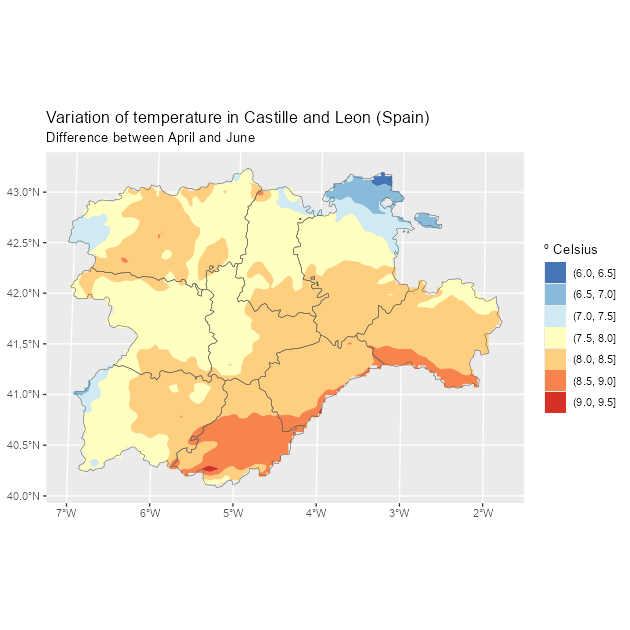 Variation of temperature in Castille and Leon (Spain)
Difference between April and June
43.0°N
42.5°N
42.0°N
41.5°N
41.0°N
40.5°N
40.0°N
7°W 6°W 5°W 4°W 3°W 2°W
º Celsius
(6.0, 6.5]
(6.5, 7.0]
(7.0, 7.5]
(7.5, 8.0]
(8.0, 8.5]
(8.5, 9.0]
(9.0, 9.5]